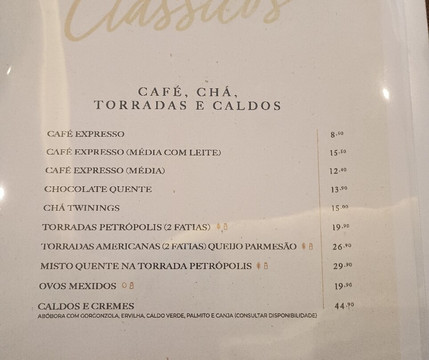 Clássicos
CAFÉ, CHÁ,
TORRADAS E CALDOS
CAFÉ EXPRESSO 8,90
CAFÉ EXPRESSO (MÉDIA COM LEITE) 15,10
CAFÉ EXPRESSO (MÉDIA) 12,90
CHOCOLATE QUENTE 13,90
CHÁ TWININGS 15,80
TORRADAS PETRÓPOLIS (2 FATIAS) 19,90
TORRADAS AMERICANAS (2 FATIAS) QUEIJO PARMESÃO 26,90
MISTO QUENTE NA TORRADA PETRÓPOLIS 29,90
OVOS MEXIDOS 19,90
CALDOS E CREMES 44,90
ABÓBORA COM GORGONZOLA, ERVILHA, CALDO VERDE, PALMITO E CANJA (CONSULTAR DISPONIBILIDADE)